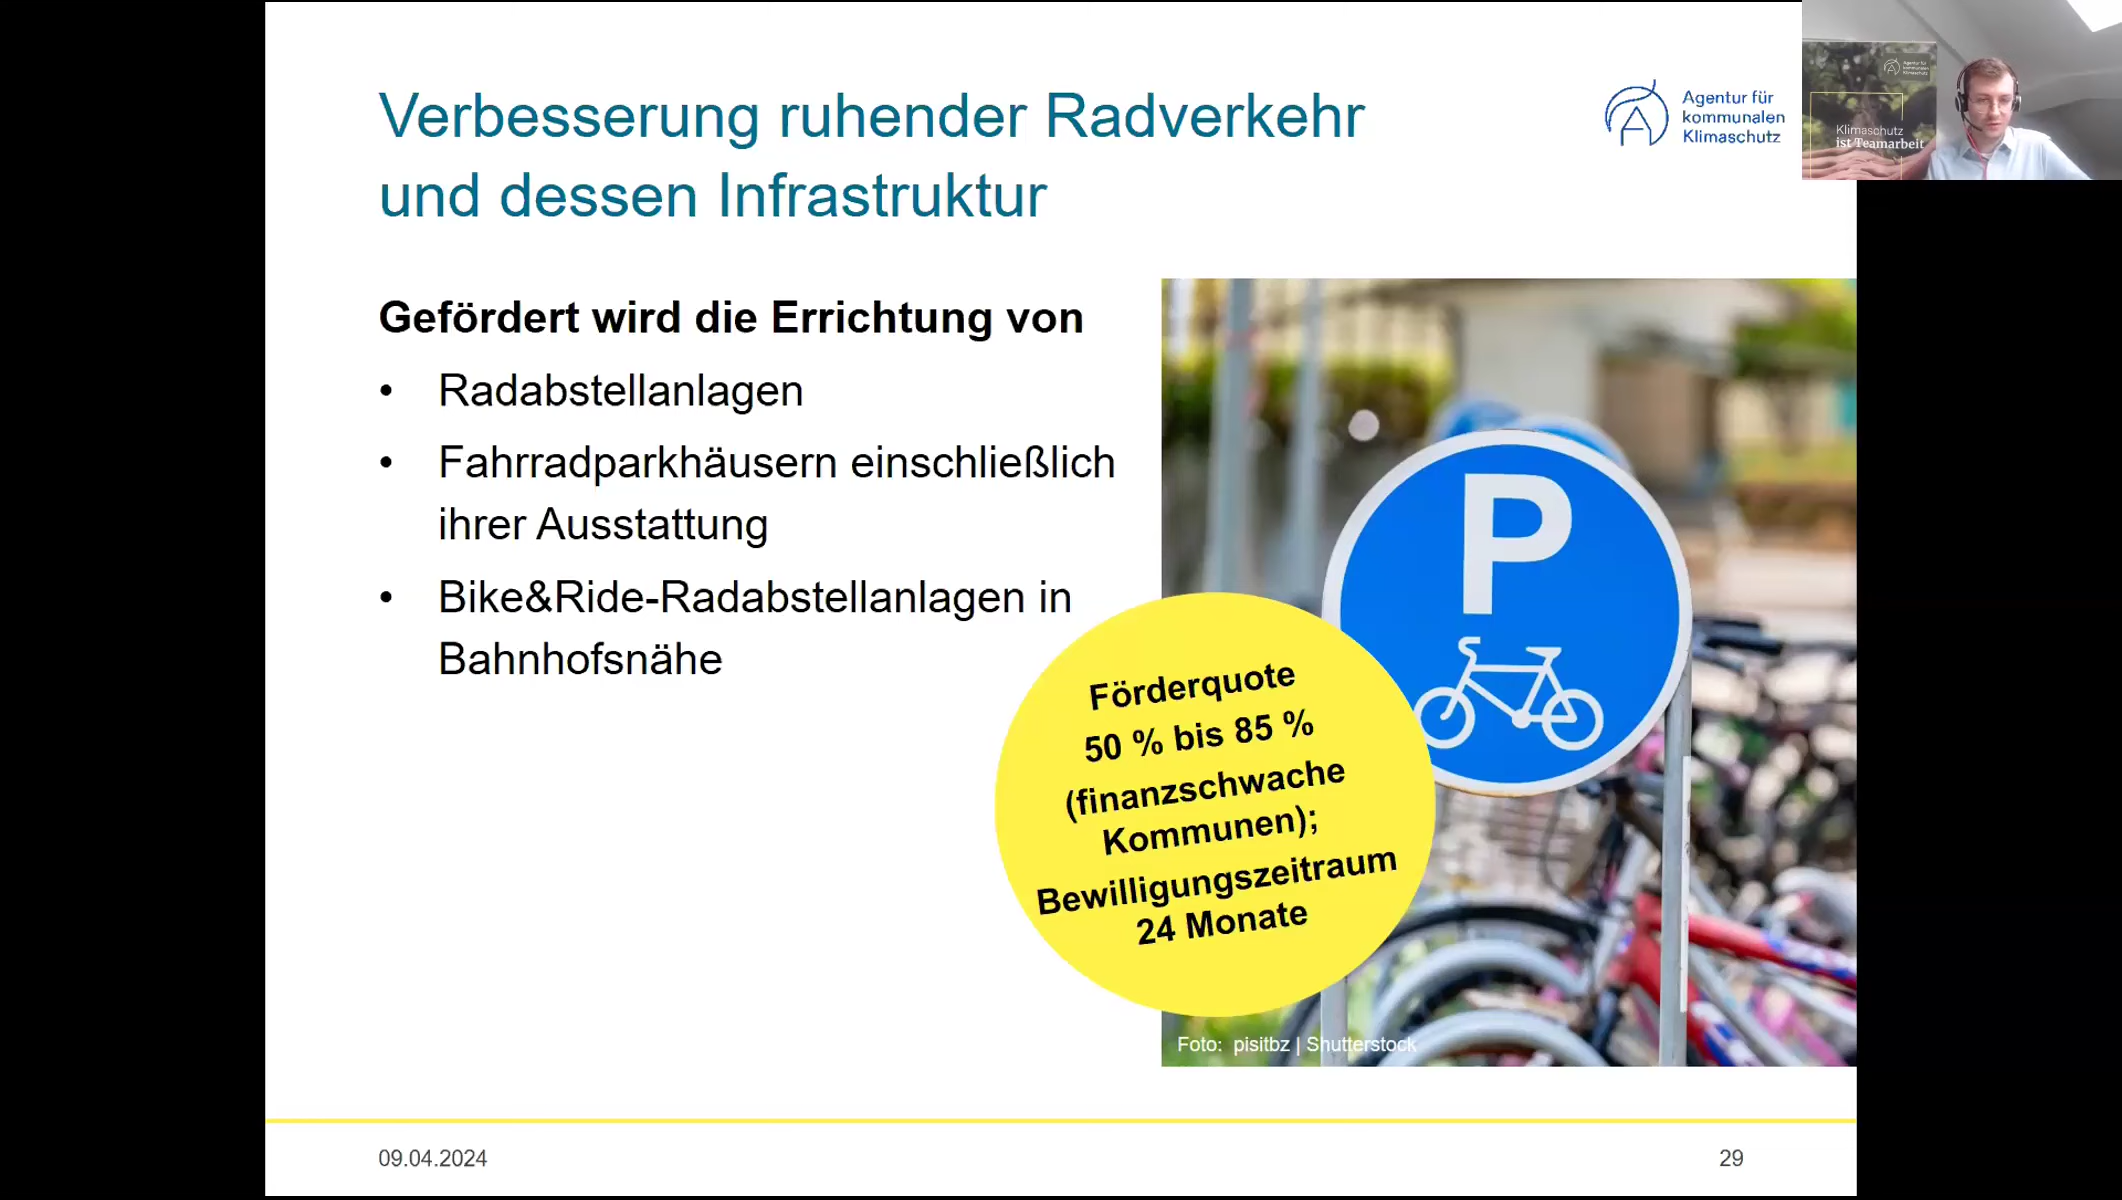 Verbesserung ruhender Radverkehr
und dessen Infrastruktur
Agentur für
kommunalen
Klimaschutz
Klimaschutz
ist Teamarbeit
Gefördert wird die Errichtung von
• Radabstellanlagen
• Fahrradparkhäusern einschließlich
ihrer Ausstattung
• Bike&Ride-Radabstellanlagen in
Bahnhofsnähe
P
Förderquote
50 % bis 85 %
(finanzschwache
Kommunen);
Bewilligungszeitraum
24 Monate
Foto: pisitbz | Shutterstock
09.04.2024
29